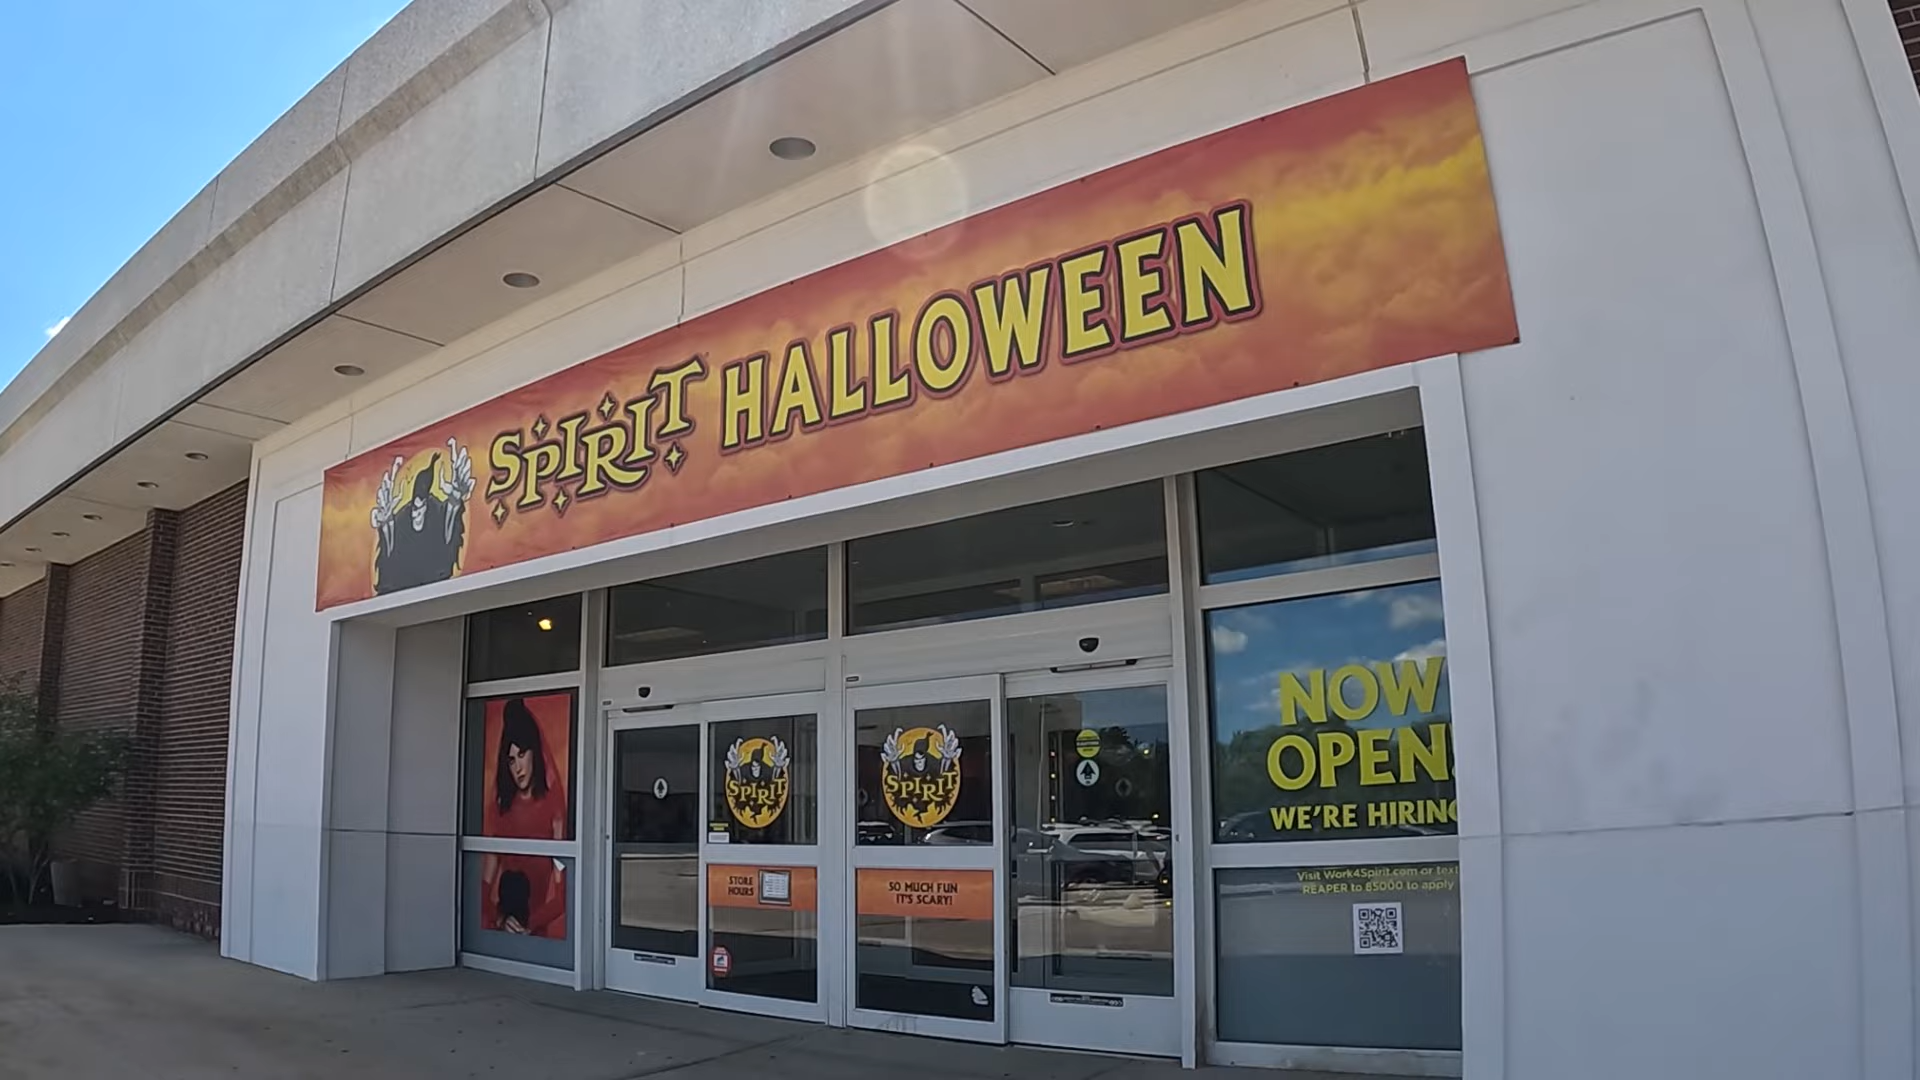 SPIRIT HALLOWEEN
SPIRIT
SPIRIT
STORE
HOURS
SO MUCH FUN
IT'S SCARY!
NOW
OPEN!
WE'RE HIRING
Visit Work4Spirit.com or text
REAPER to 85000 to apply